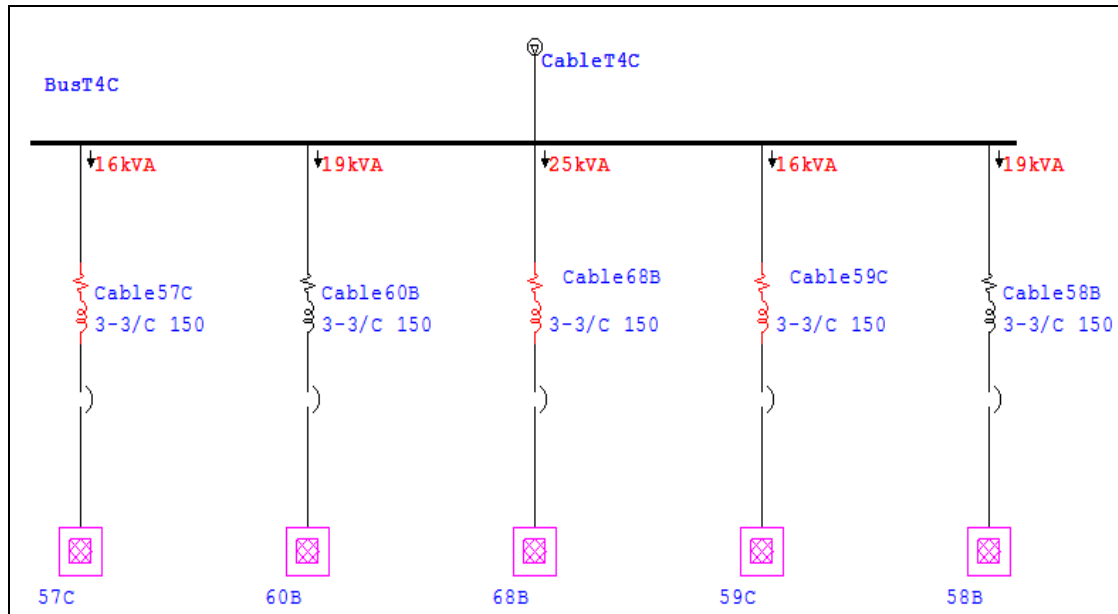 CableT4C
BusT4C
16kVA 19kVA 25kVA 16kVA 19kVA
Cable57C Cable60B Cable68B Cable59C Cable58B
3-3/C 150 3-3/C 150 3-3/C 150 3-3/C 150 3-3/C 150
57C 60B 68B 59C 58B